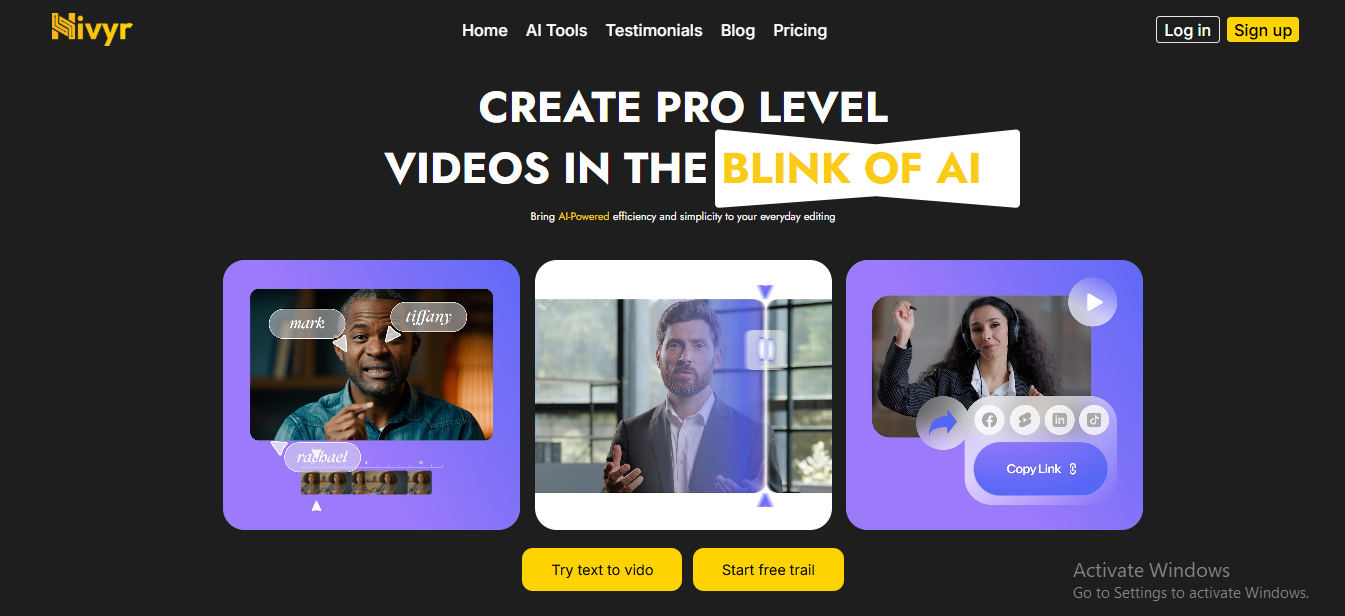 Nivyr
Home AI Tools Testimonials Blog Pricing
Log in Sign up
CREATE PRO LEVEL
VIDEOS IN THE BLINK OF AI
Bring AI-Powered efficiency and simplicity to your everyday editing
mark
tiffany
rachael
Copy Link
Try text to vido
Start free trail
Activate Windows
Go to Settings to activate Windows.